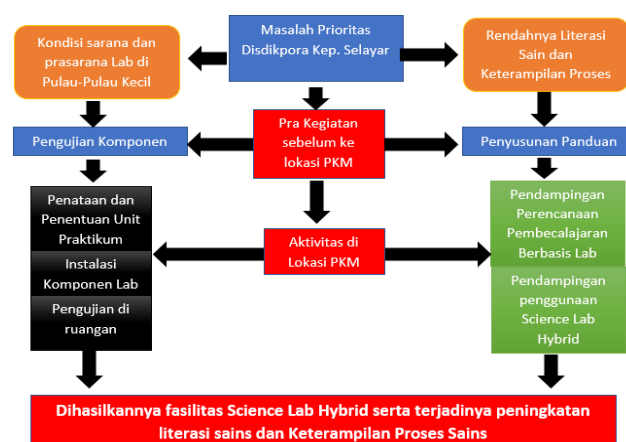 Kondisi sarana dan
prasarana Lab di
Pulau-Pulau Kecil
Masalah Prioritas
Disdikpora Kep. Selayar
Rendahnya Literasi
Sain dan
Keterampilan Proses
Pengujian Komponen
Pra Kegiatan
sebelum ke
lokasi PKM
Penyusunan Panduan
Penataan dan
Penentuan Unit
Praktikum
Instalasi
Komponen Lab
Pengujian di
ruangan
Aktivitas di
Lokasi PKM
Pendampingan
Perencanaan
Pembecalajaran
Berbasis Lab
Pendampingan
penggunaan
Science Lab
Hybrid
Dihasilkannya fasilitas Science Lab Hybrid serta terjadinya peningkatan
literasi sains dan Keterampilan Proses Sains